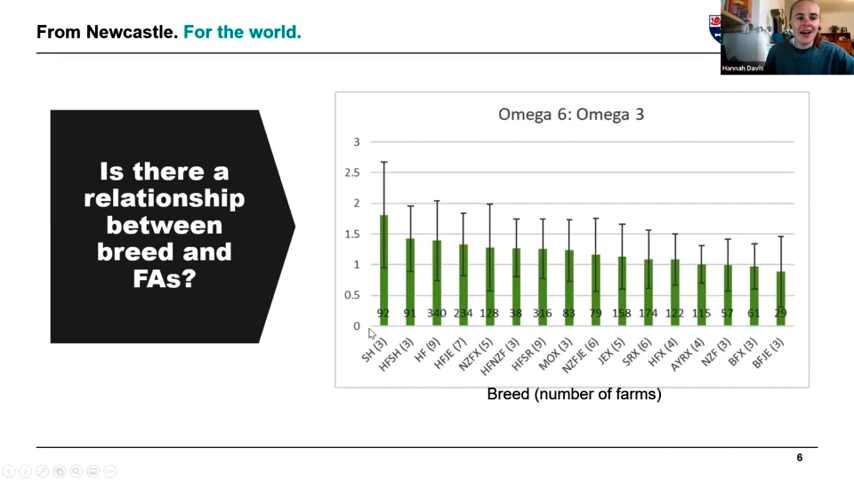 From Newcastle. For the world.
Hannah Davis
Is there a
relationship
between
breed and
FAs?
Omega 6: Omega 3
3
2.5
2
1.5
1
0.5
0
92 91 340 234 128 38 316 83 79 158 174 122 115 57 61 29
SH (3) HFSH (3) HF (9) HFJE (7) NZFX (5) HFNZF (3) HFSR (9) MOX (3) NZFJE (6) JEX (5) SRX (6) HFX (4) AYRX (4) NZF (3) BFX (3) BFJE (3)
Breed (number of farms)
6